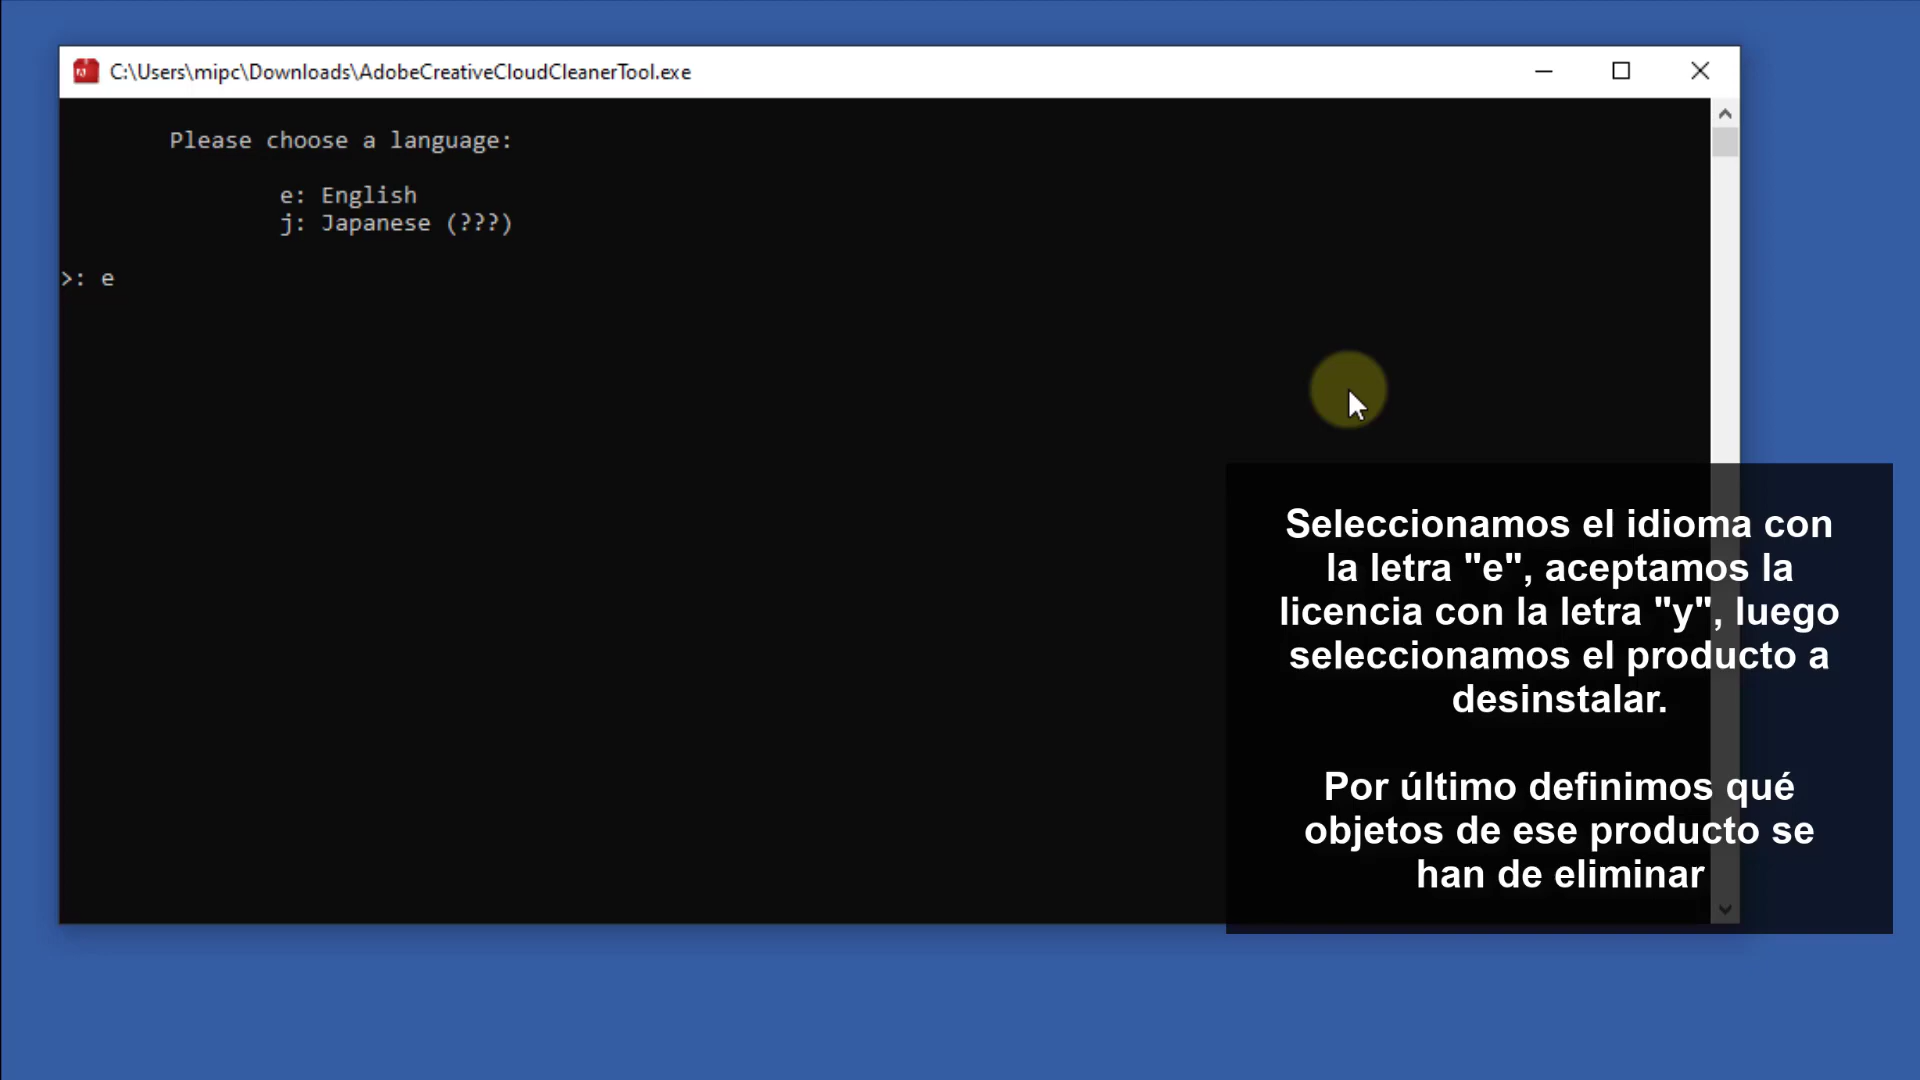 C:\Users\mipc\Downloads\AdobeCreativeCloudCleanerTool.exe
Please choose a language:
e: English
j: Japanese (???)
>: e
Seleccionamos el idioma con
la letra "e", aceptamos la
licencia con la letra "y", luego
seleccionamos el producto a
desinstalar.
Por último definimos qué
objetos de ese producto se
han de eliminar